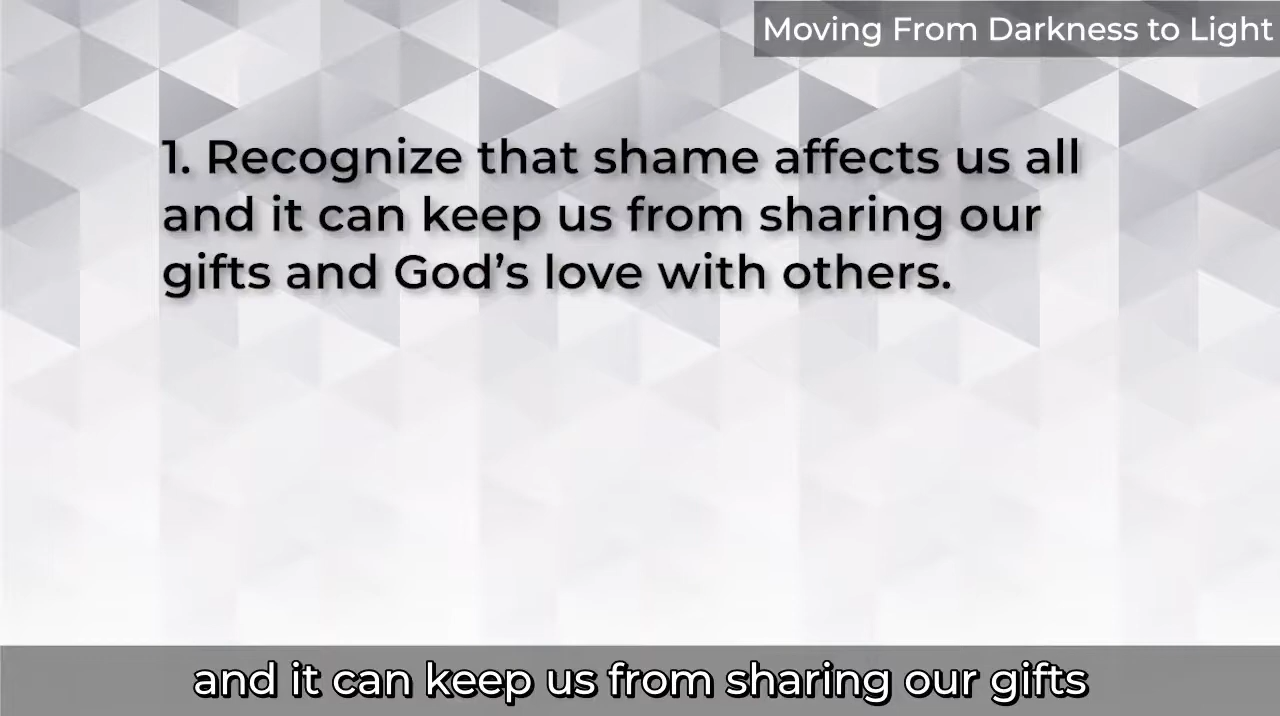 Moving From Darkness to Light
1. Recognize that shame affects us all
and it can keep us from sharing our
gifts and God’s love with others.
and it can keep us from sharing our gifts